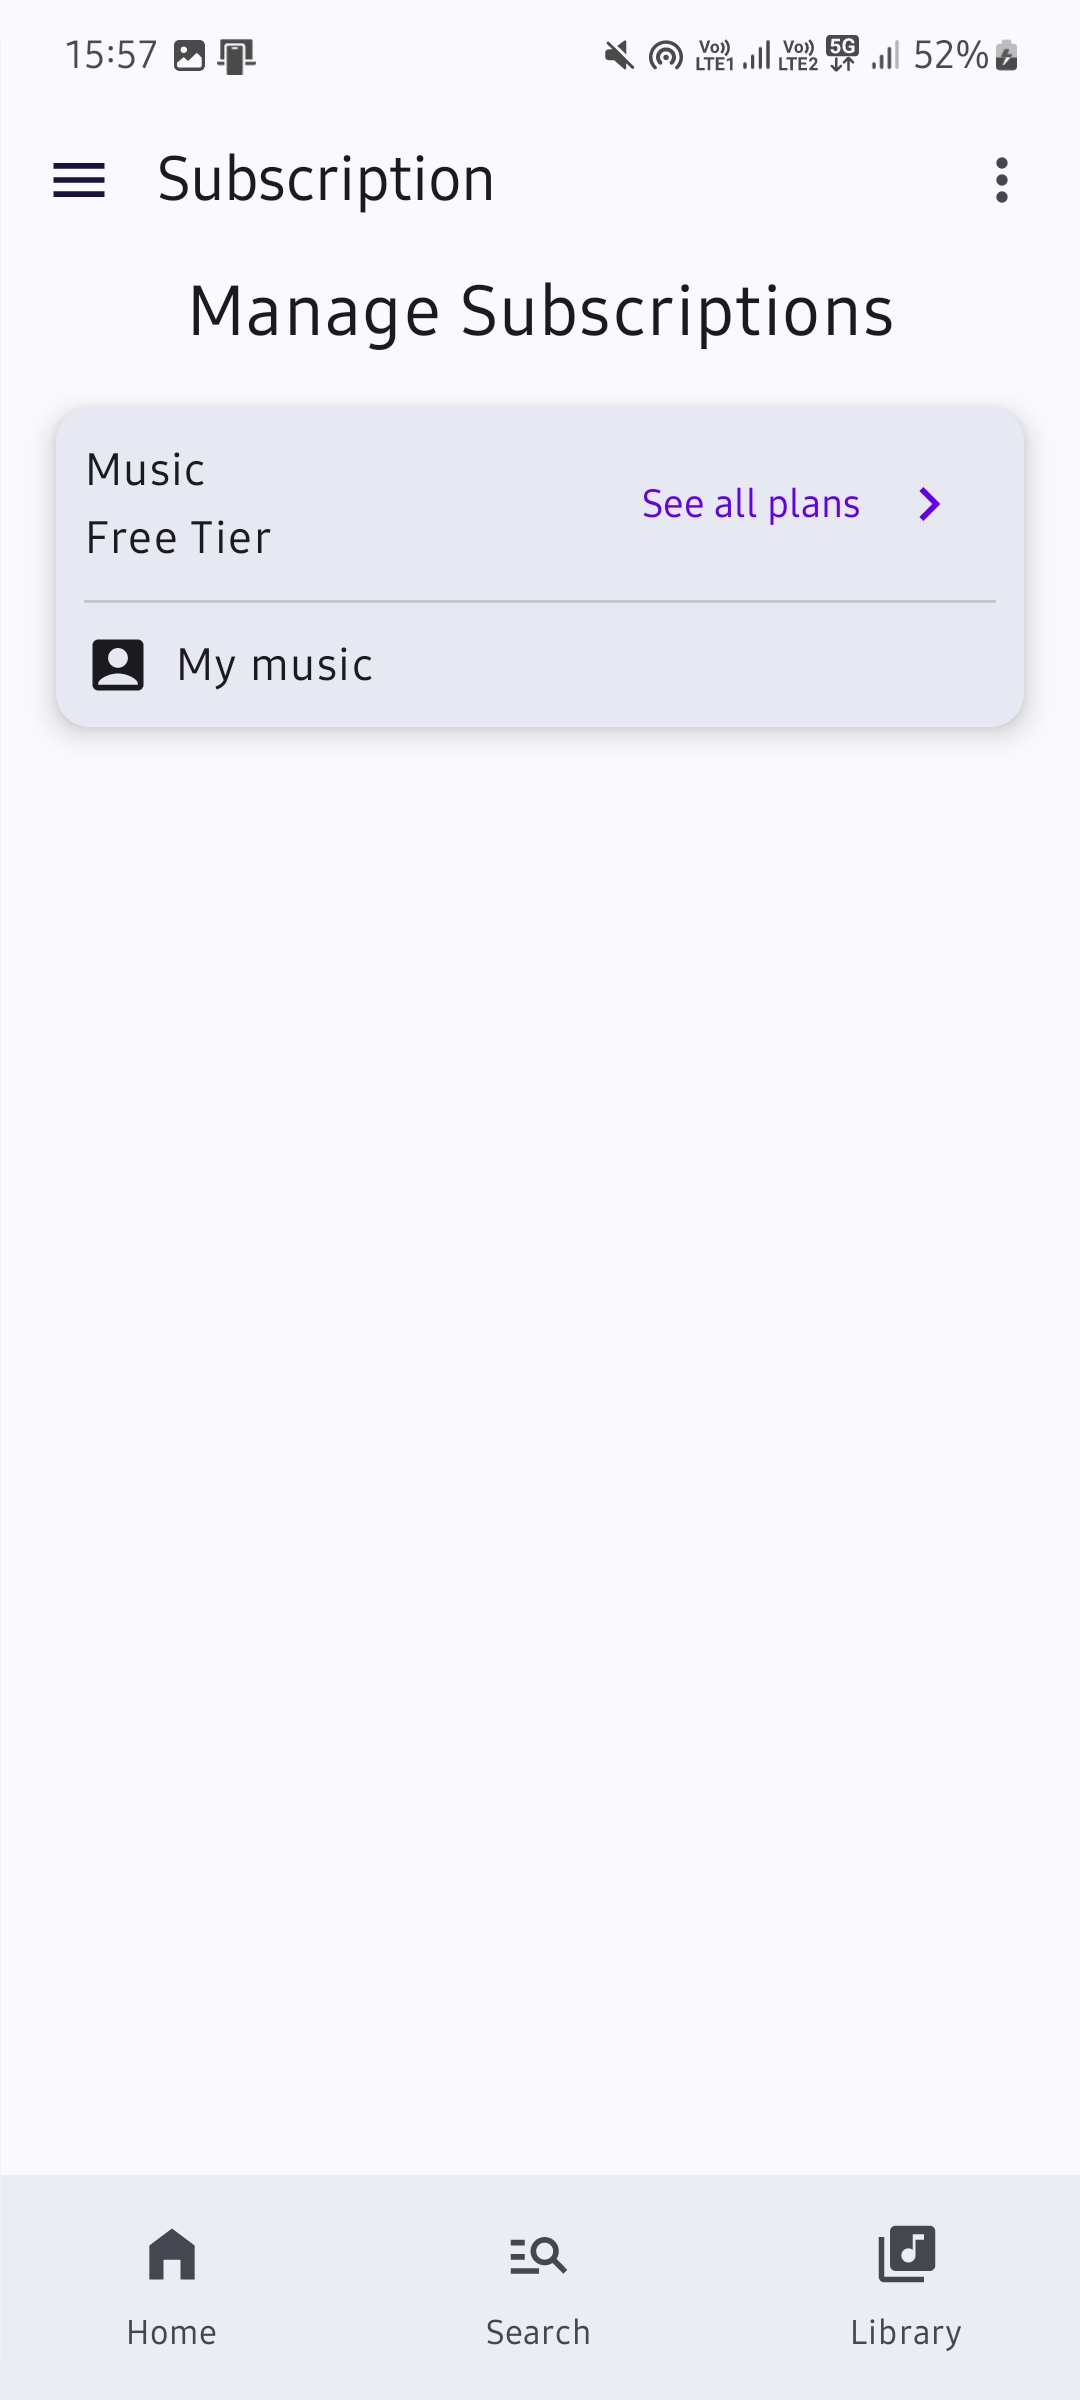 15:57 Vo)) LTE1 Vo)) LTE2 5G 52%
Subscription
Manage Subscriptions
Music
Free Tier
See all plans
My music
Home Search Library